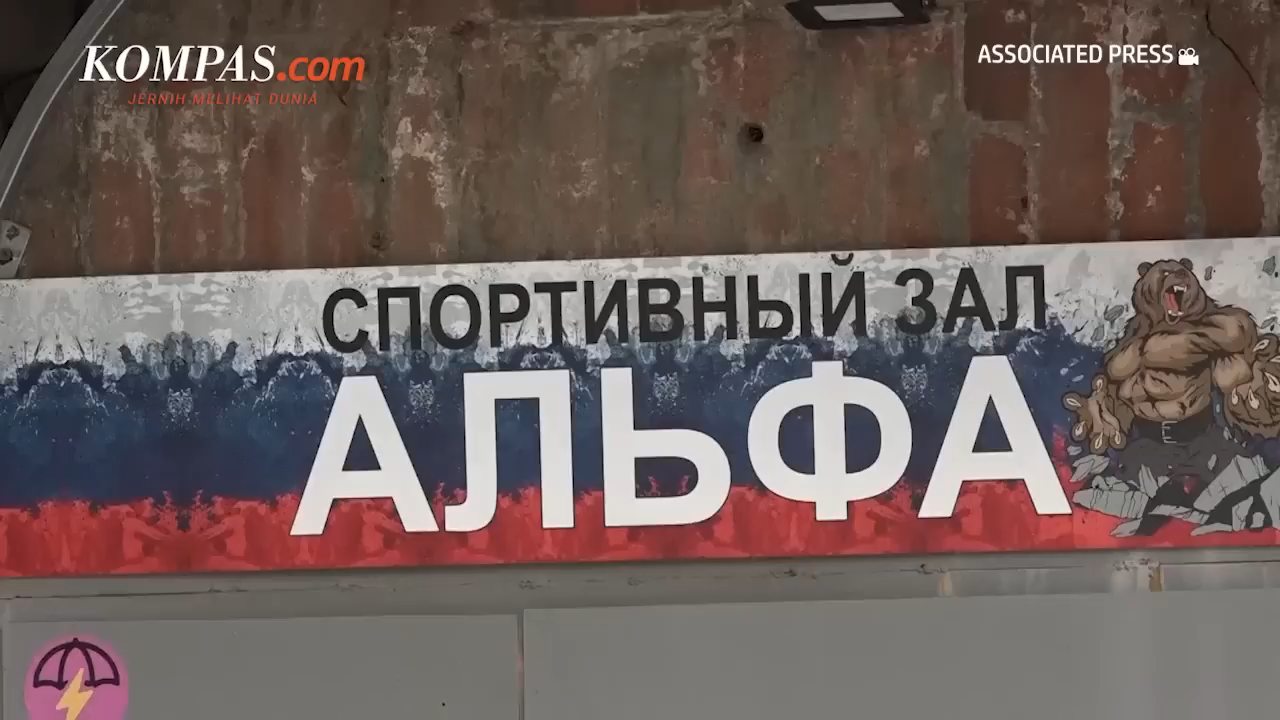 KOMPAS.com
JERNIH MELIHAT DUNIA
ASSOCIATED PRESS
СПОРТИВНЫЙ ЗАЛ
АЛЬФА